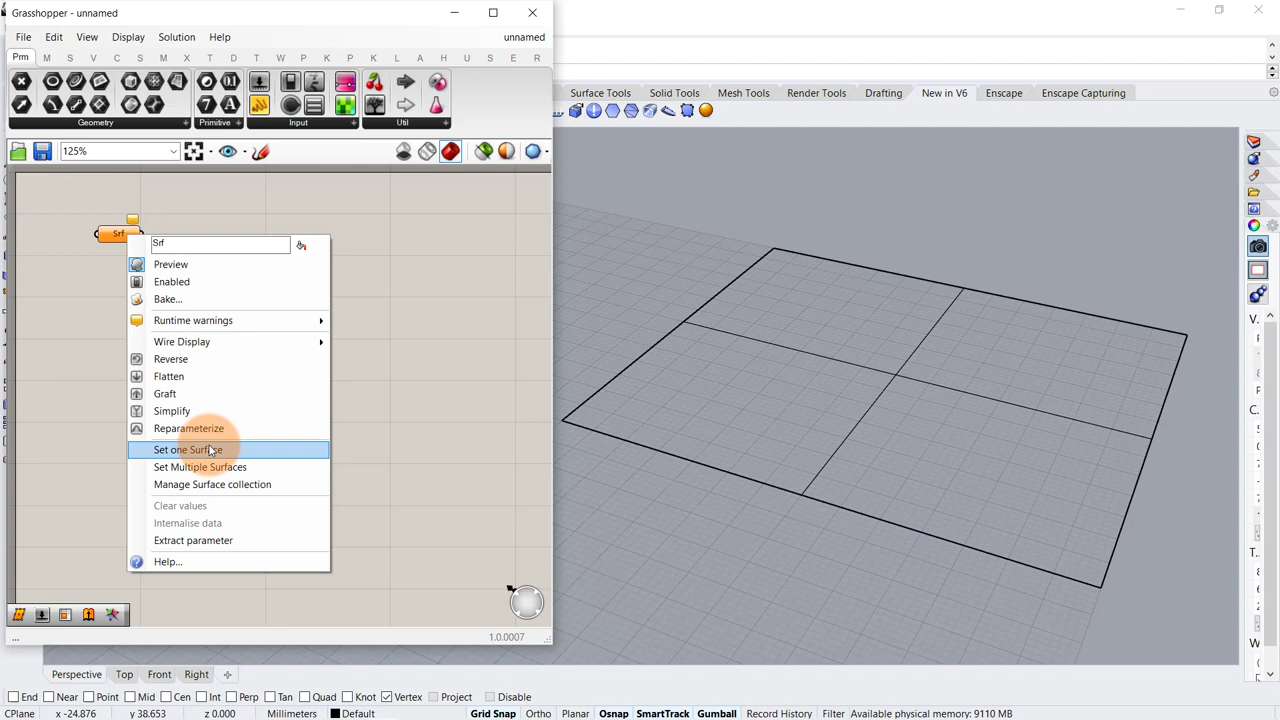 Grasshopper - unnamed
File Edit View Display Solution Help unnamed
Prm M S V C S M I X T D T W P K L A H V U S E R
Geometry Primitive Input Util
125%
Surface Tools Solid Tools Mesh Tools Render Tools Drafting New in V6 Enscape Enscape Capturing
Srf
Srf
Preview
Enabled
Bake...
Runtime warnings
Wire Display
Reverse
Flatten
Graft
Simplify
Reparameterize
Set one Surface
Set Multiple Surfaces
Manage Surface collection
Clear values
Internalise data
Extract parameter
Help...
... 1.0.0007
Perspective Top Front Right
End Near Point Mid Cen Int Perp Tan Quad Knot Vertex Project Disable
CPlane x -24.876 y 38.653 z 0.000 Millimeters Default Grid Snap Ortho Planar Osnap SmartTrack Gumball Record History Filter Available physical memory: 9110 MB